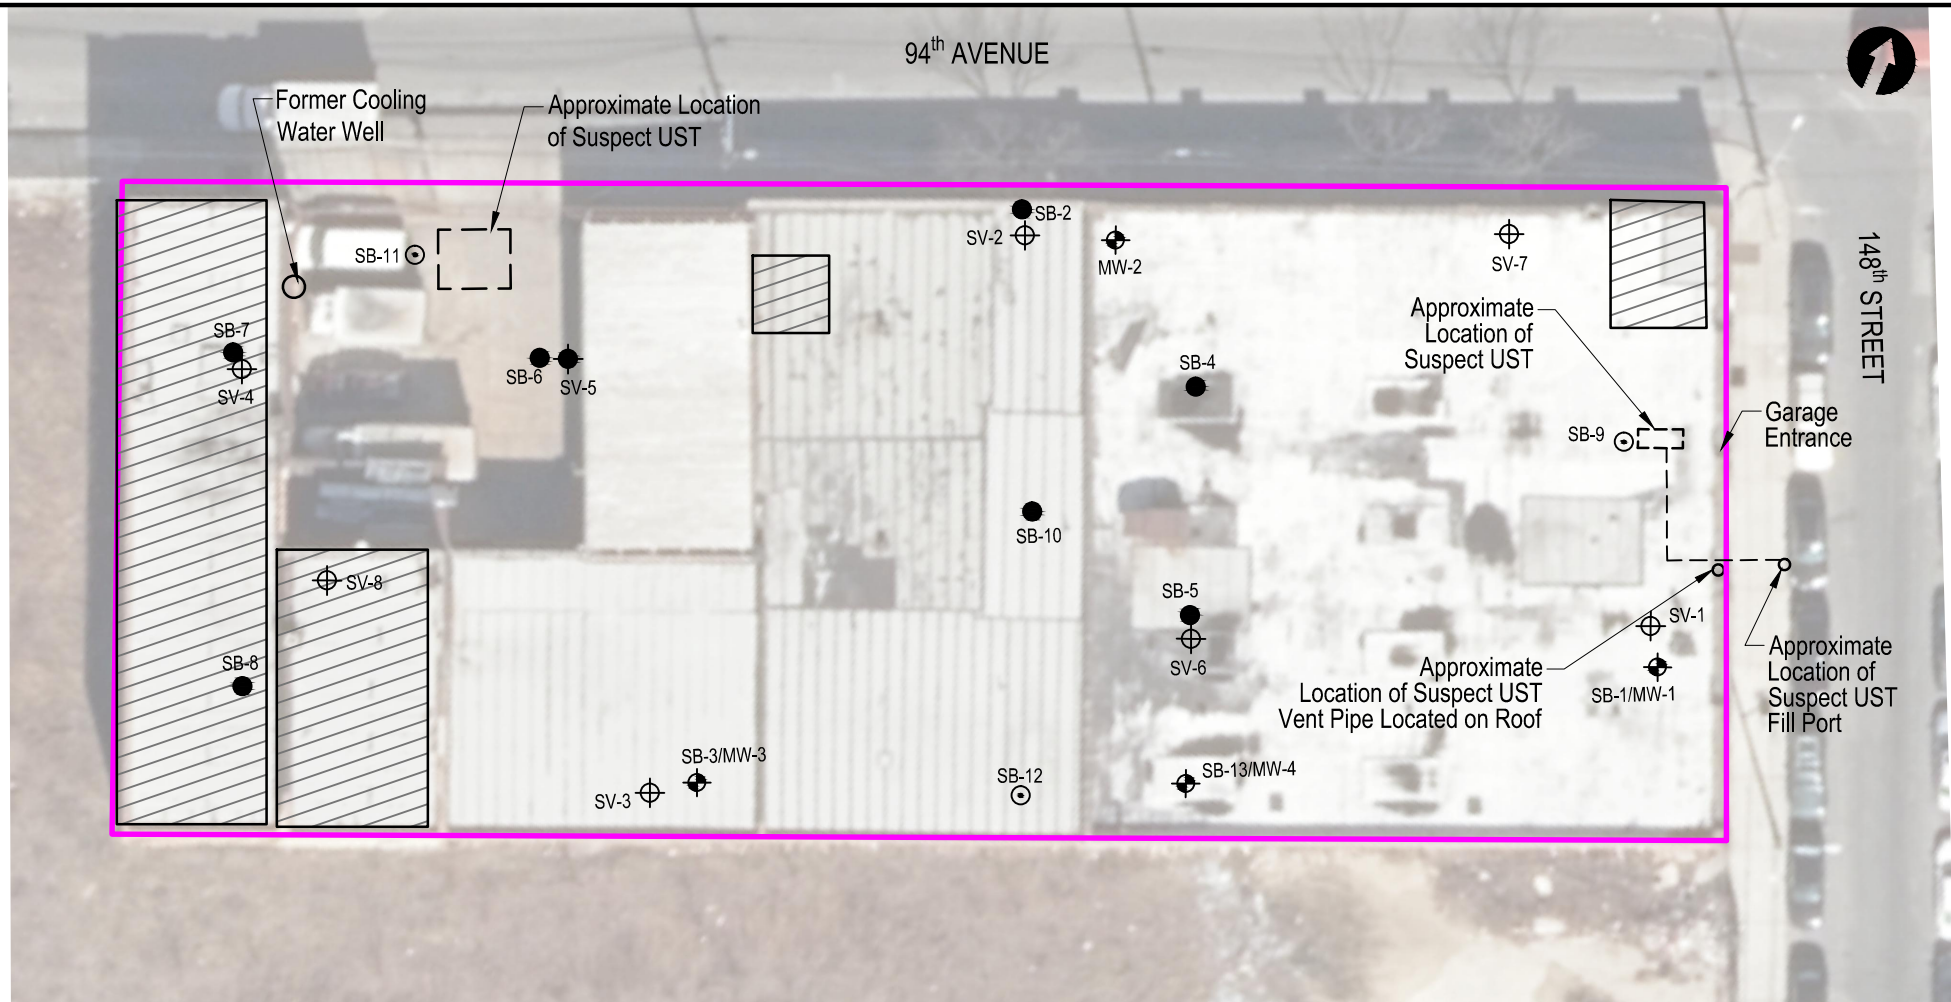 94th AVENUE
Former Cooling
Water Well
Approximate Location
of Suspect UST
SB-2
SV-2
MW-2
SV-7
148th STREET
SB-11
Approximate
Location of
Suspect UST
SB-7
SV-4
SB-6
SV-5
SB-4
Garage
Entrance
SB-9
SB-10
SV-8
SB-5
SV-6
SV-1
SB-1/MW-1
SB-8
Approximate
Location of Suspect UST
Vent Pipe Located on Roof
Approximate
Location of
Suspect UST
Fill Port
SB-3/MW-3
SV-3
SB-12
SB-13/MW-4